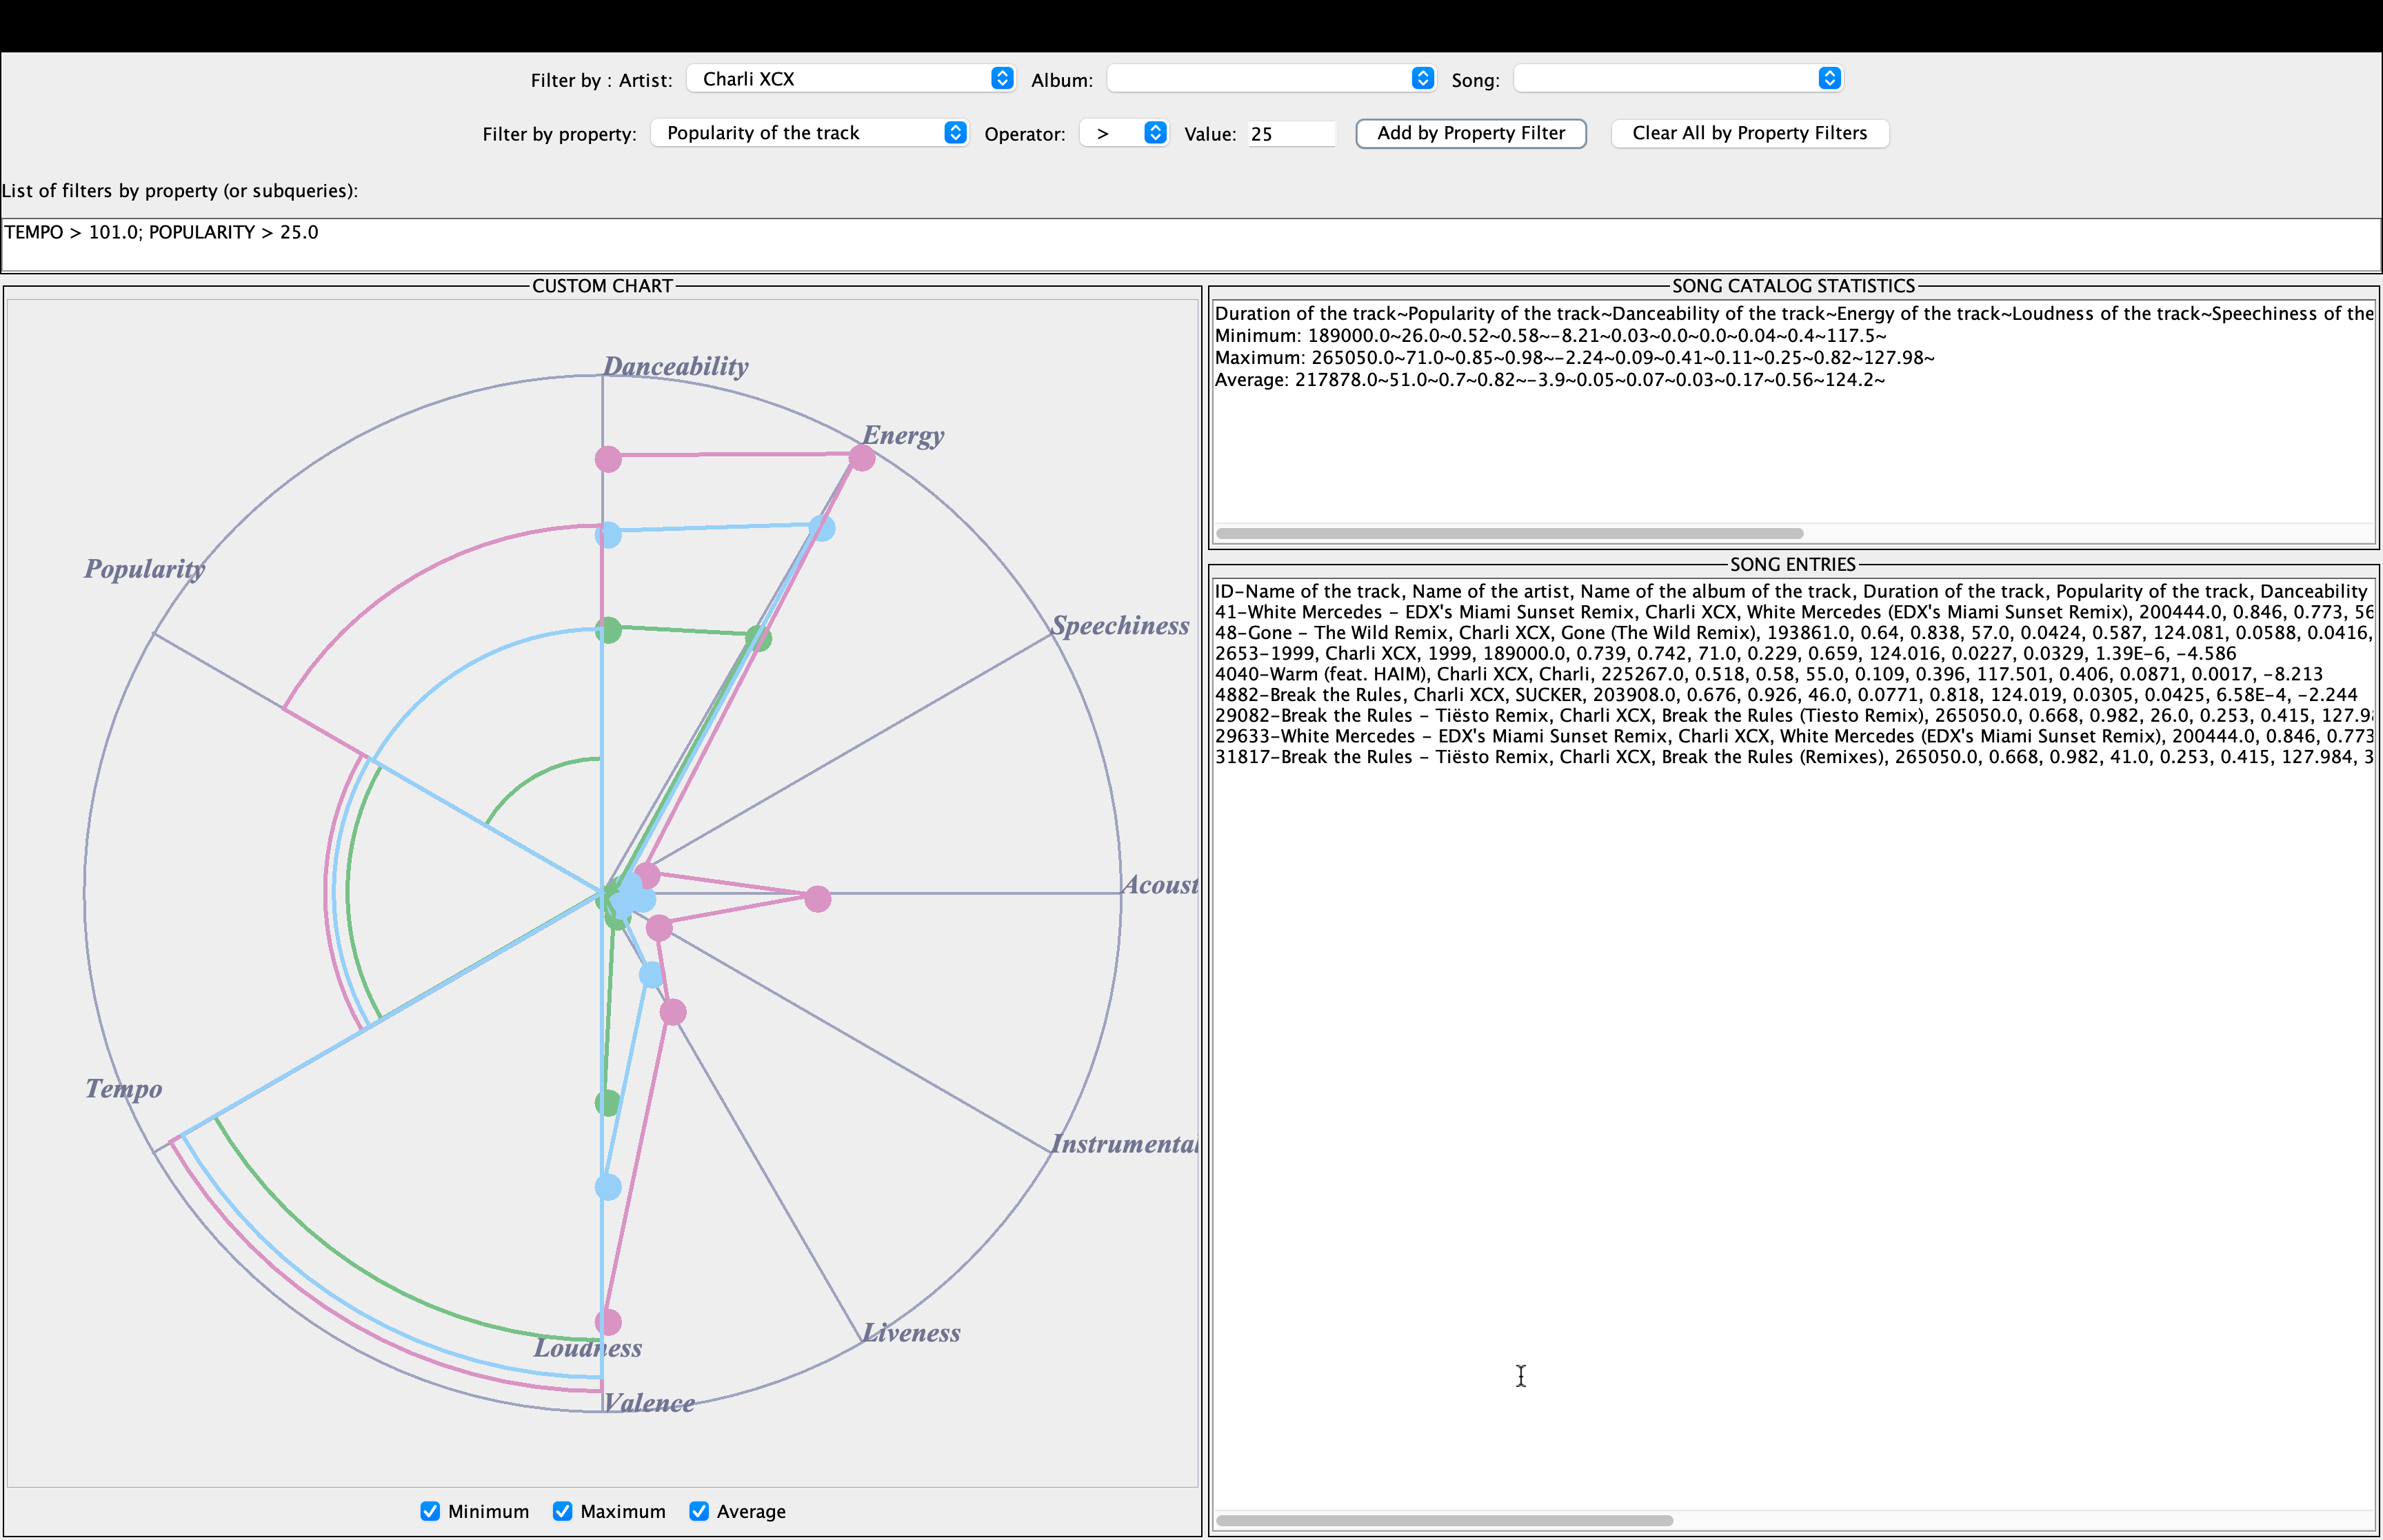 Filter by : Artist: Charli XCX Album: Song:
Filter by property: Popularity of the track Operator: > Value: 25 Add by Property Filter Clear All by Property Filters
List of filters by property (or subqueries):
TEMPO > 101.0; POPULARITY > 25.0
CUSTOM CHART
Danceability
Energy
Popularity
Speechiness
Acoust
Tempo
Instrumental
Liveness
Loudness
Valence
Minimum Maximum Average
SONG CATALOG STATISTICS
Duration of the track~Popularity of the track~Danceability of the track~Energy of the track~Loudness of the track~Speechiness of the
Minimum: 189000.0~26.0~0.52~0.58~-8.21~0.03~0.0~0.0~0.04~0.4~117.5~
Maximum: 265050.0~71.0~0.85~0.98~-2.24~0.09~0.41~0.11~0.25~0.82~127.98~
Average: 217878.0~51.0~0.7~0.82~-3.9~0.05~0.07~0.03~0.17~0.56~124.2~
SONG ENTRIES
ID-Name of the track, Name of the artist, Name of the album of the track, Duration of the track, Popularity of the track, Danceability
41-White Mercedes - EDX's Miami Sunset Remix, Charli XCX, White Mercedes (EDX's Miami Sunset Remix), 200444.0, 0.846, 0.773, 56
48-Gone - The Wild Remix, Charli XCX, Gone (The Wild Remix), 193861.0, 0.64, 0.838, 57.0, 0.0424, 0.587, 124.081, 0.0588, 0.0416,
2653-1999, Charli XCX, 1999, 189000.0, 0.739, 0.742, 71.0, 0.229, 0.659, 124.016, 0.0227, 0.0329, 1.39E-6, -4.586
4040-Warm (feat. HAIM), Charli XCX, Charli, 225267.0, 0.518, 0.58, 55.0, 0.109, 0.396, 117.501, 0.406, 0.0871, 0.0017, -8.213
4882-Break the Rules, Charli XCX, SUCKER, 203908.0, 0.676, 0.926, 46.0, 0.0771, 0.818, 124.019, 0.0305, 0.0425, 6.58E-4, -2.244
29082-Break the Rules - Tiësto Remix, Charli XCX, Break the Rules (Tiesto Remix), 265050.0, 0.668, 0.982, 26.0, 0.253, 0.415, 127.98
29633-White Mercedes - EDX's Miami Sunset Remix, Charli XCX, White Mercedes (EDX's Miami Sunset Remix), 200444.0, 0.846, 0.773
31817-Break the Rules - Tiësto Remix, Charli XCX, Break the Rules (Remixes), 265050.0, 0.668, 0.982, 41.0, 0.253, 0.415, 127.984, 3